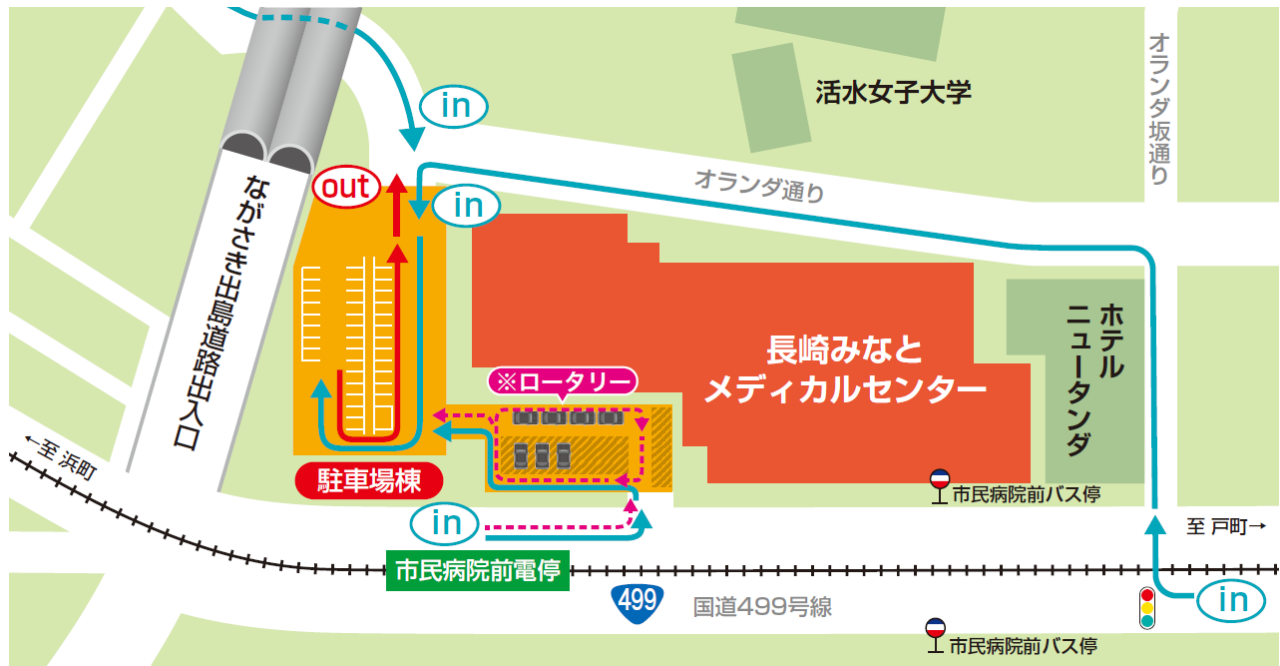 in
活水女子大学
オランダ坂通り
オランダ通り
out
in
ながさき出島道路出入口
長崎みなと
メディカルセンター
ホテル
ニュータンダ
※ロータリー
←至 浜町
駐車場棟
市民病院前バス停
in
至 戸町→
市民病院前電停
499
国道499号線
in
市民病院前バス停